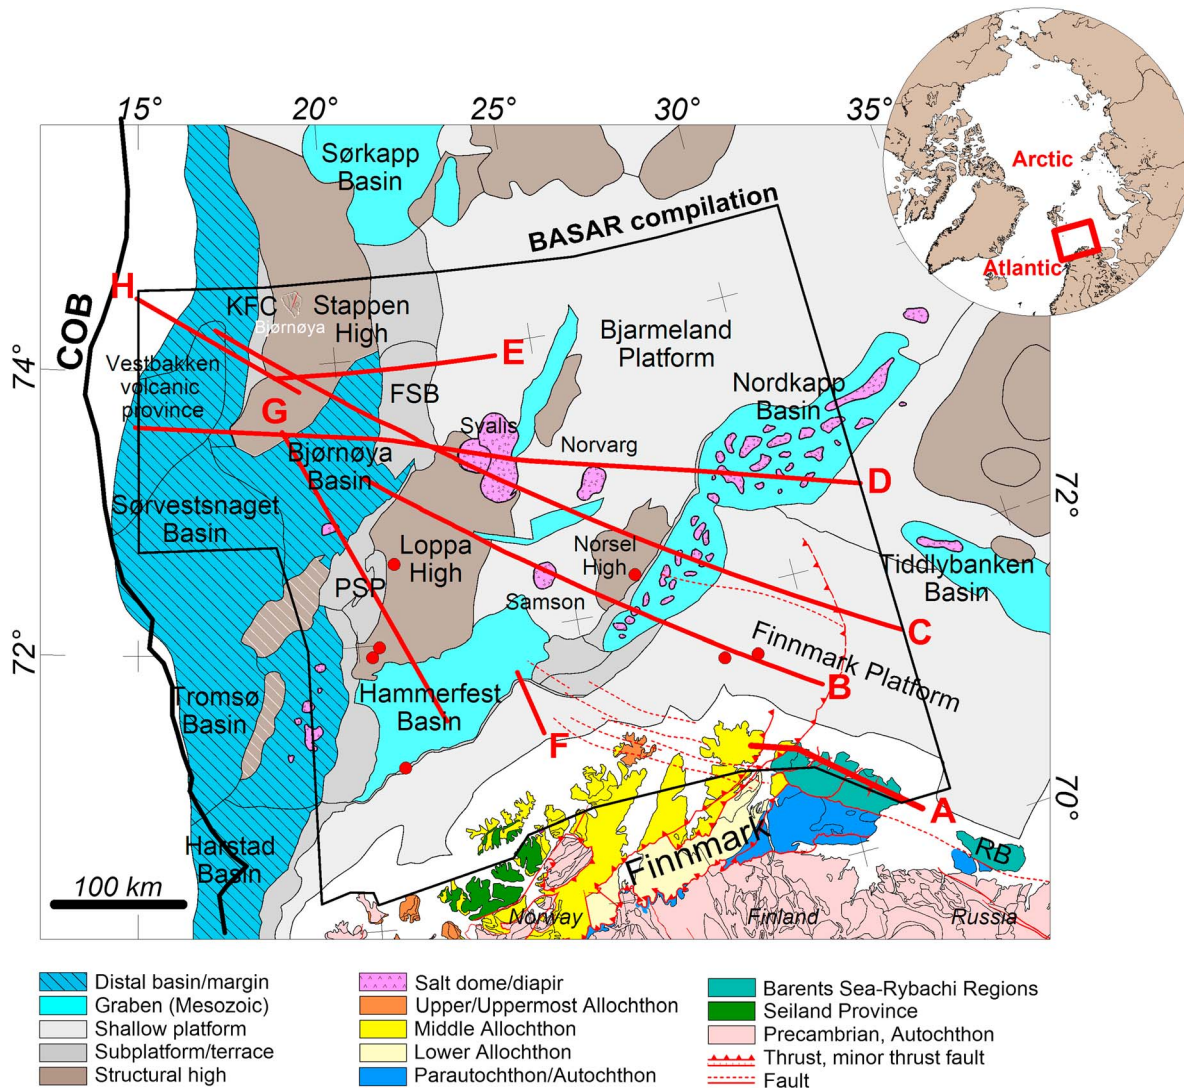 15°
20°
25°
30°
35°
Arctic
Atlantic
Sørkapp
Basin
BASAR compilation
H
COB
KFC
Stappen
High
Bjørnøya
Bjarmeland
Platform
74°
Vestbakken
volcanic
province
E
FSB
Nordkapp
Basin
G
Svalis
Norvarg
Bjørnøya
Basin
D
72°
Sørvestsnaget
Basin
Loppa
High
Norsel
High
PSP
Samson
Tiddlybanken
Basin
C
72°
Finnmark Platform
B
Tromsø
Basin
Hammerfest
Basin
F
A
70°
Harstad
Basin
Finnmark
RB
100 km
Norway
Finland
Russia
Distal basin/margin
Graben (Mesozoic)
Shallow platform
Subplatform/terrace
Structural high
Salt dome/diapir
Upper/Uppermost Allochthon
Middle Allochthon
Lower Allochthon
Parautochthon/Autochthon
Barents Sea-Rybachi Regions
Seiland Province
Precambrian, Autochthon
Thrust, minor thrust fault
Fault